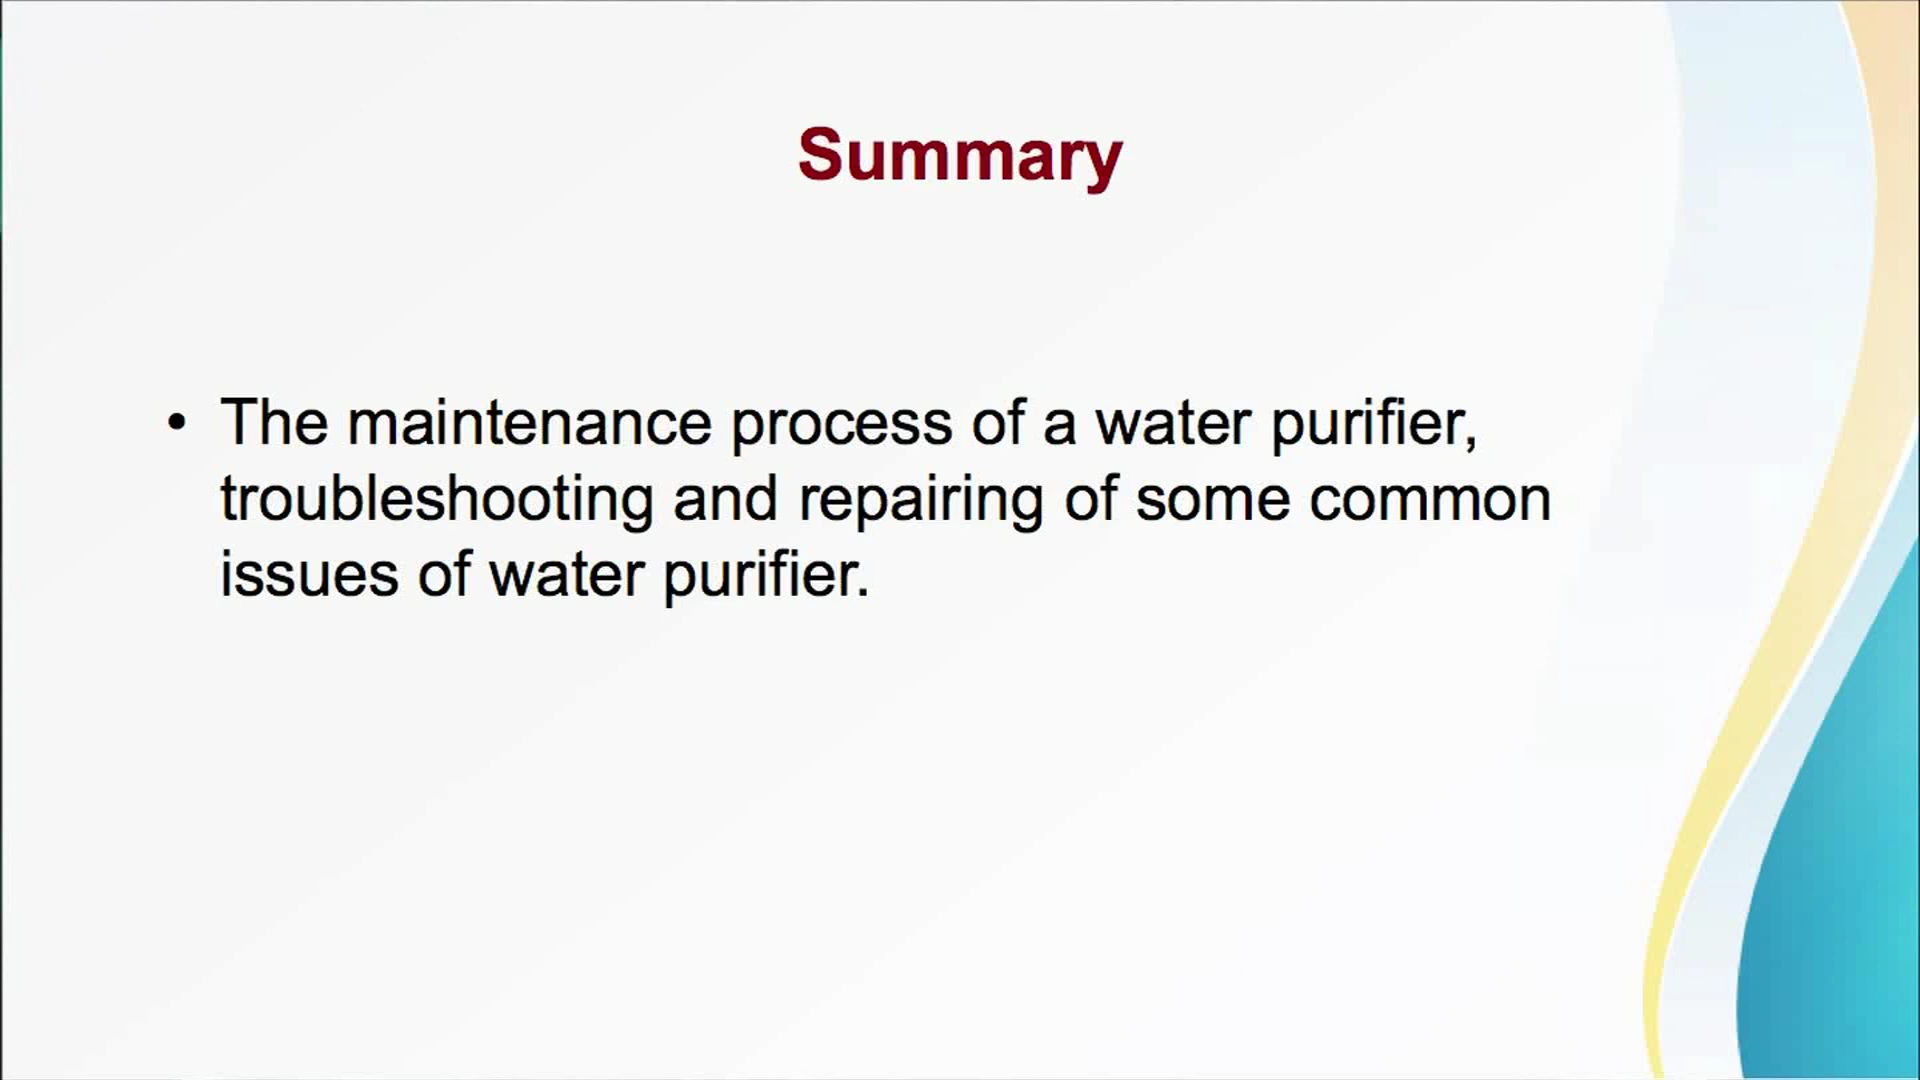 Summary
• The maintenance process of a water purifier,
troubleshooting and repairing of some common
issues of water purifier.